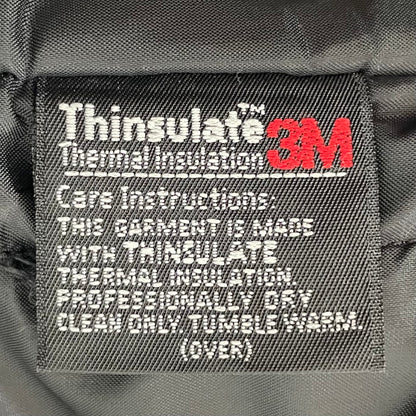 Thinsulate™ 3M
Thermal insulation
Care Instructions:
THIS GARMENT IS MADE
WITH THINSULATE
THERMAL INSULATION.
PROFESSIONALLY DRY
CLEAN ONLY, TUMBLE WARM.
(OVER)